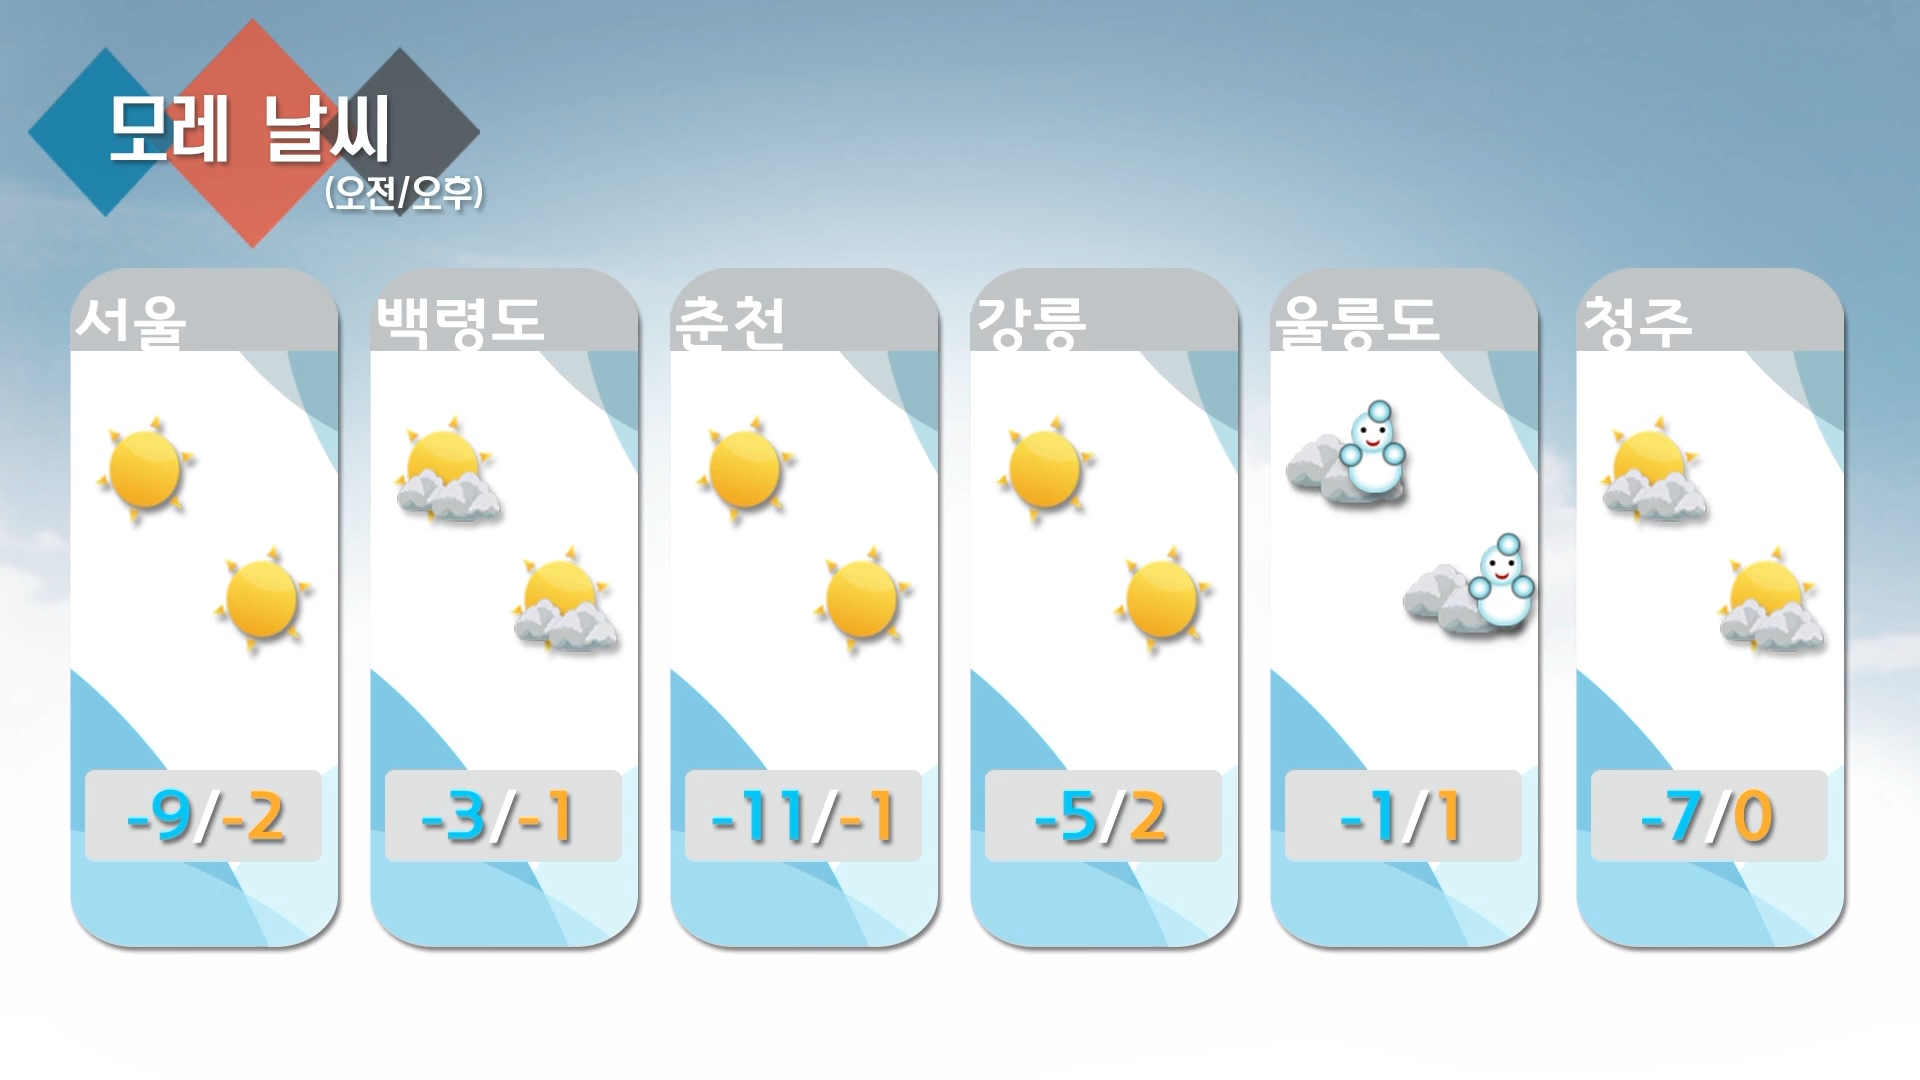 모레 날씨
(오전/오후)
서울
백령도
춘천
강릉
울릉도
청주
-9/-2
-3/-1
-11/-1
-5/2
-1/1
-7/0